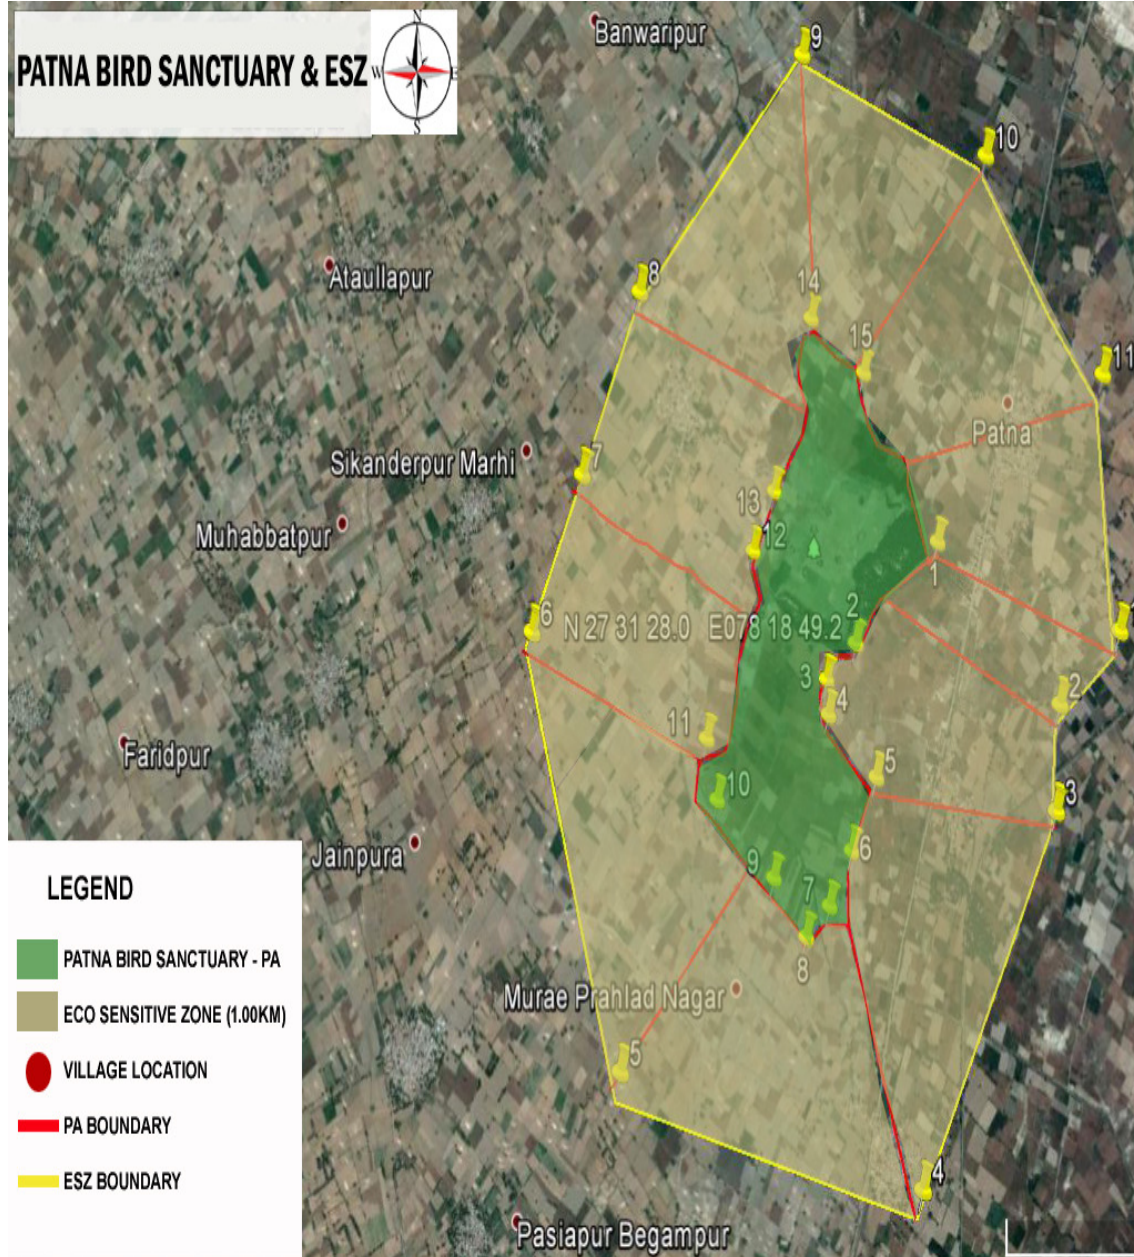 PATNA BIRD SANCTUARY & ESZ
N
W
E
S
Banwaripur
9
10
Ataullapur
8
14
15
11
Patna
Sikanderpur Marhi
7
13
Muhabbatpur
12
1
6
N 27 31 28.0 E078 18 49.2
2
3
2
4
11
Faridpur
5
10
3
Jainpura
6
9
7
8
Murae Prahlad Nagar
5
4
Pasiapur Begampur
LEGEND
PATNA BIRD SANCTUARY - PA
ECO SENSITIVE ZONE (1.00KM)
VILLAGE LOCATION
PA BOUNDARY
ESZ BOUNDARY